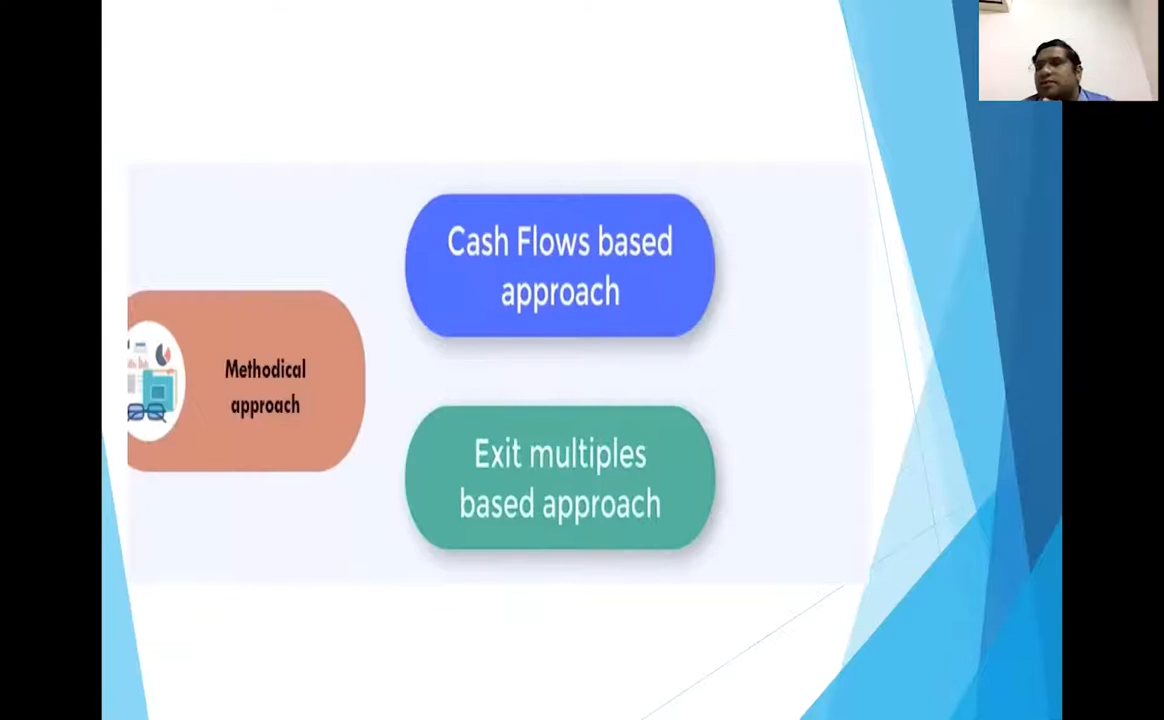 Cash Flows based
approach
Methodical
approach
Exit multiples
based approach